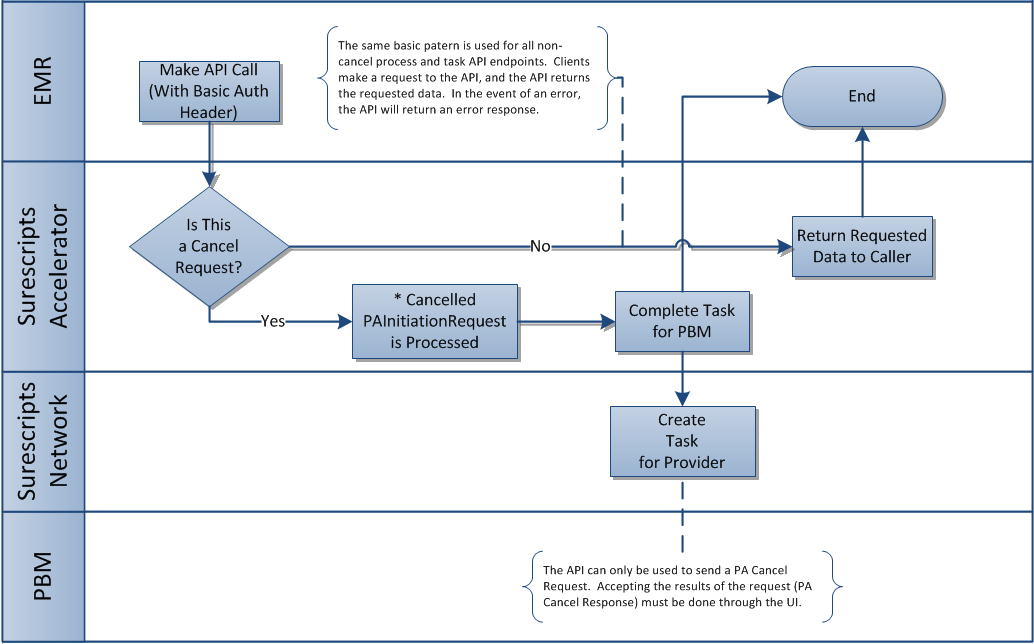 EMR
Make API Call
(With Basic Auth
Header)
The same basic patern is used for all non-
cancel process and task API endpoints. Clients
make a request to the API, and the API returns
the requested data. In the event of an error,
the API will return an error response.
End
Surescripts
Accelerator
Is This
a Cancel
Request?
No
Return Requested
Data to Caller
Yes
* Cancelled
PAInitiationRequest
is Processed
Complete Task
for PBM
Surescripts
Network
Create
Task
for Provider
PBM
The API can only be used to send a PA Cancel
Request. Accepting the results of the request (PA
Cancel Response) must be done through the UI.